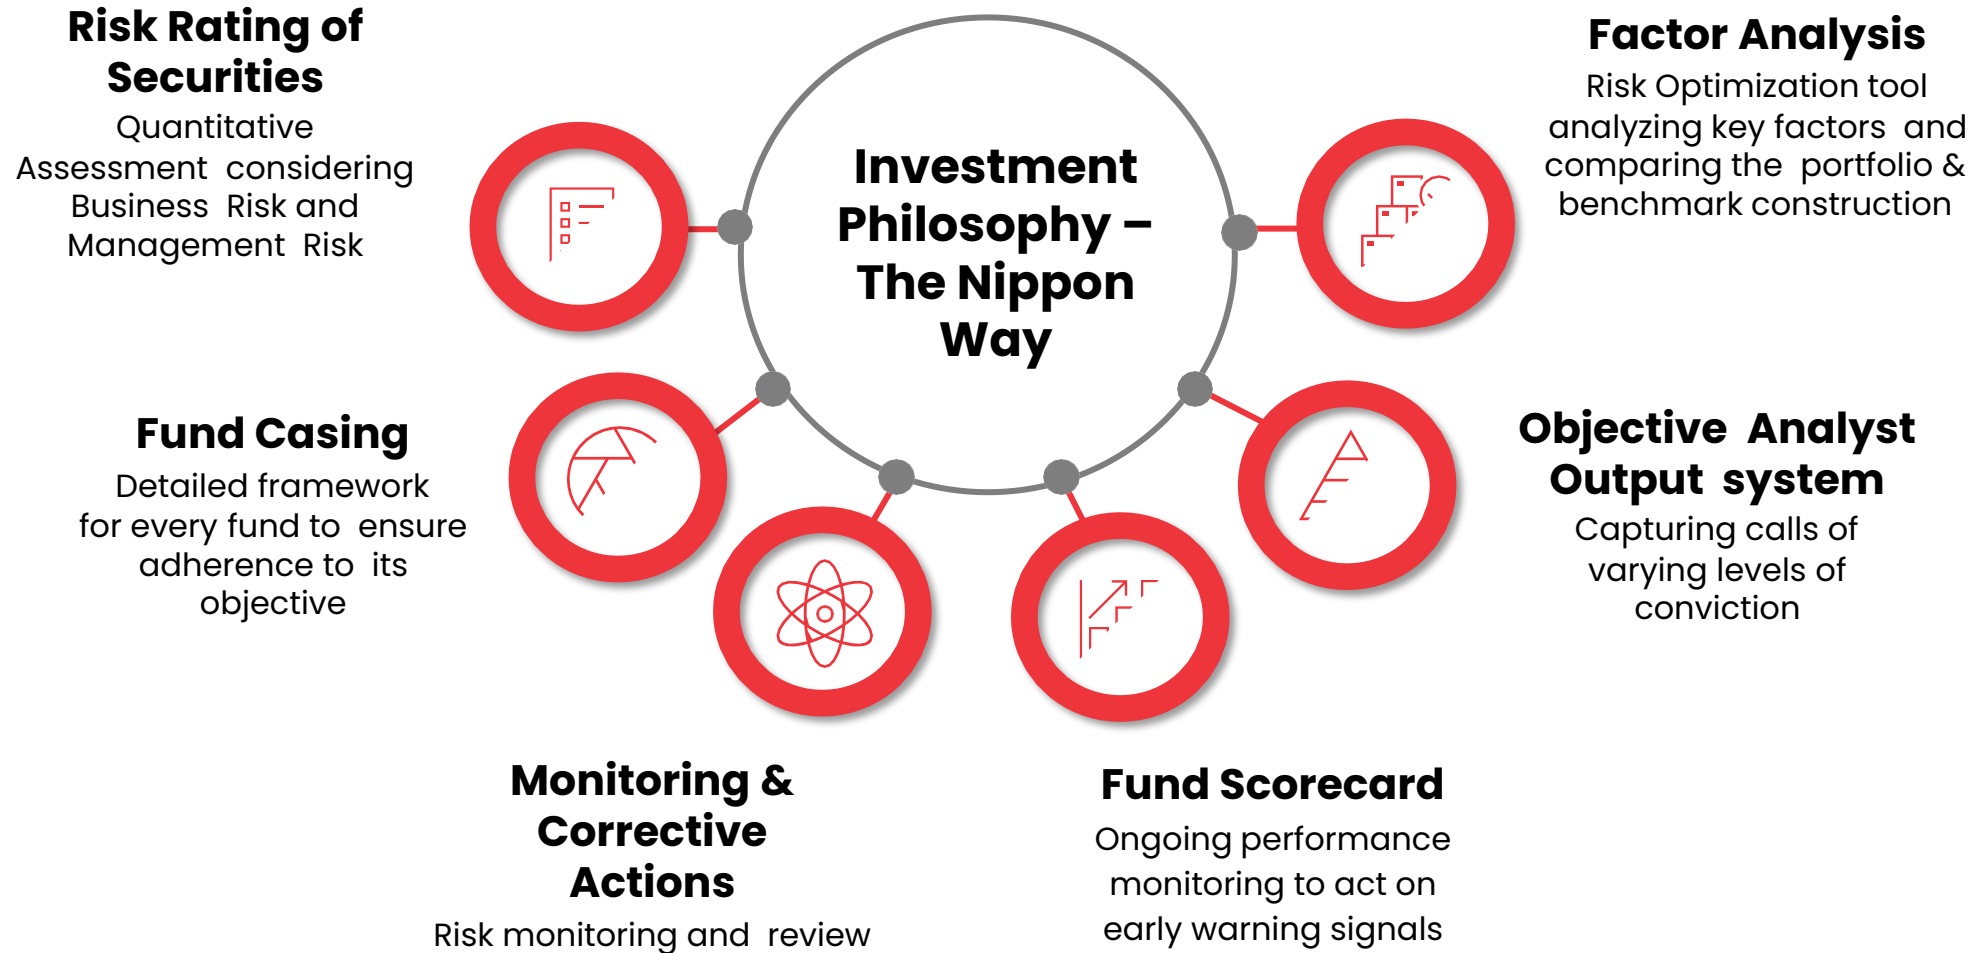 Risk Rating of
Securities
Quantitative
Assessment considering
Business Risk and
Management Risk
Investment
Philosophy –
The Nippon
Way
Factor Analysis
Risk Optimization tool
analyzing key factors and
comparing the portfolio &
benchmark construction
Fund Casing
Detailed framework
for every fund to ensure
adherence to its
objective
Objective Analyst
Output system
Capturing calls of
varying levels of
conviction
Monitoring &
Corrective
Actions
Risk monitoring and review
Fund Scorecard
Ongoing performance
monitoring to act on
early warning signals